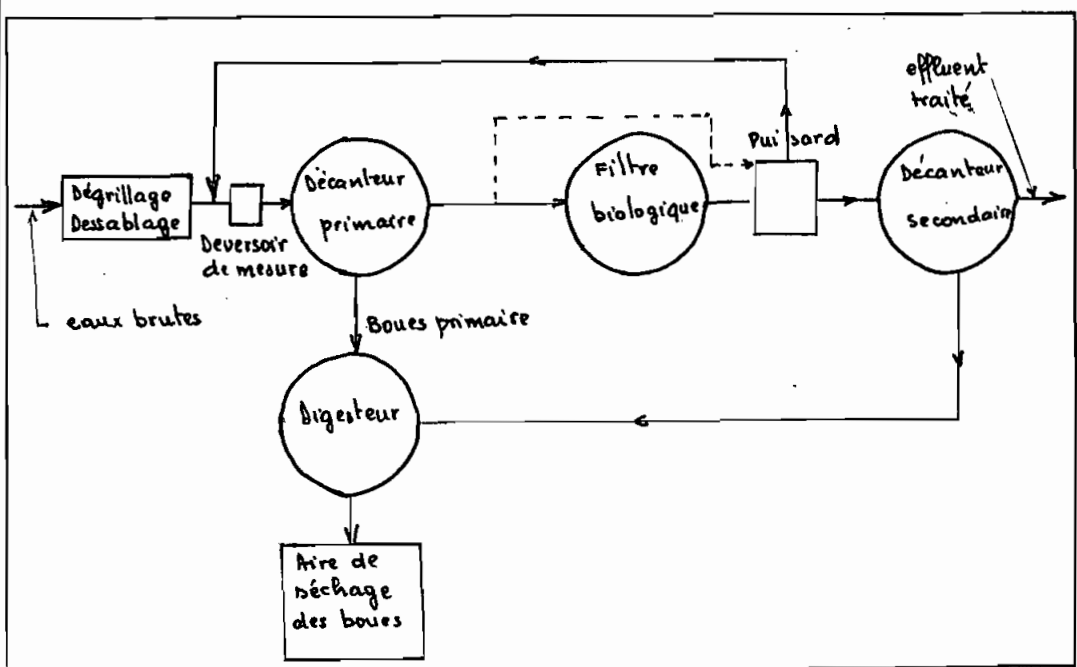 effluent
traité
Puisard
Dégrillage
Dessablage
Deversoir
de mesure
Décanteur
primaire
Filtre
biologique
Décanteur
secondaire
eaux brutes
Boues primaire
Digesteur
Aire de
séchage
des boues